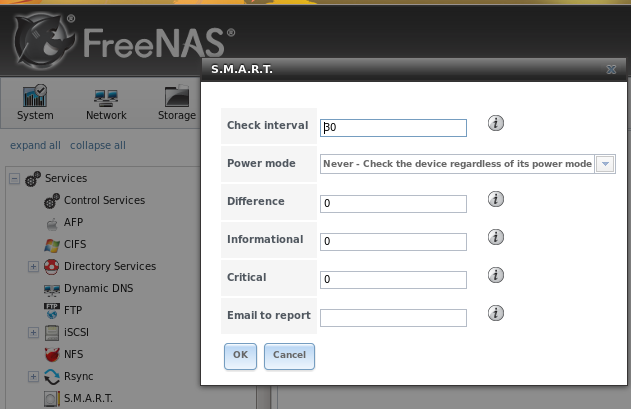 FreeNAS®
S.M.A.R.T.
System
Network
Storage
expand all collapse all
Services
Control Services
AFP
CIFS
Directory Services
Dynamic DNS
FTP
FTP
iSCSI
NFS
Rsync
S.M.A.R.T.
Check interval 30
Power mode Never - Check the device regardless of its power mode
Difference 0
Informational 0
Critical 0
Email to report
OK Cancel